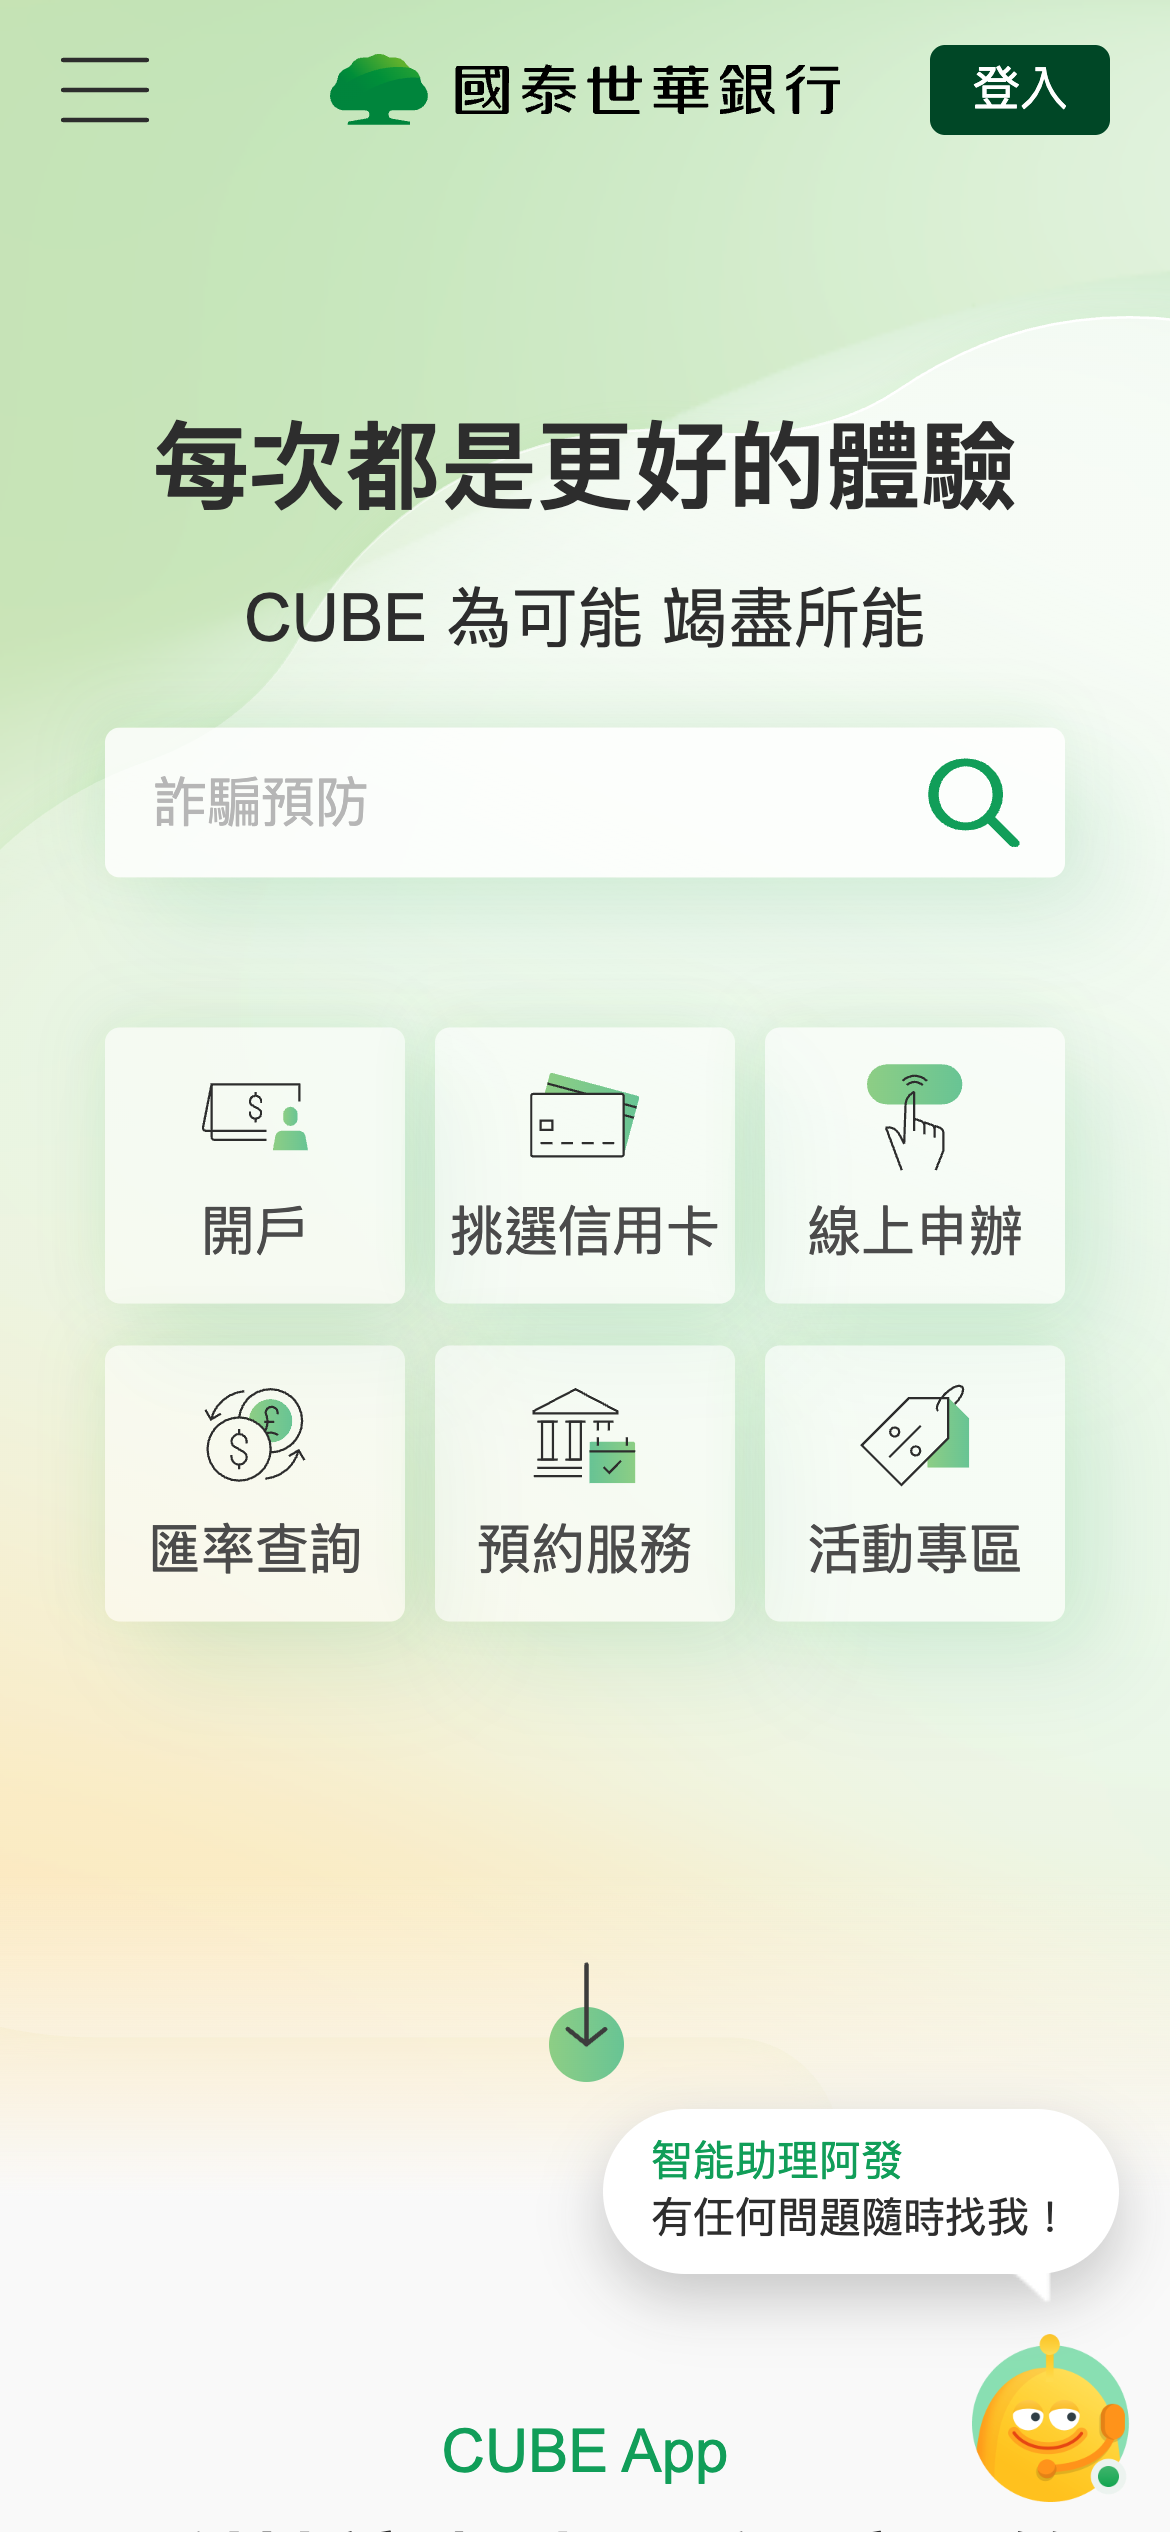 國泰世華銀行
登入
每次都是更好的體驗
CUBE 為可能 竭盡所能
詐騙預防
開戶
挑選信用卡
線上申辦
匯率查詢
預約服務
活動專區
智能助理阿發
有任何問題隨時找我！
CUBE App